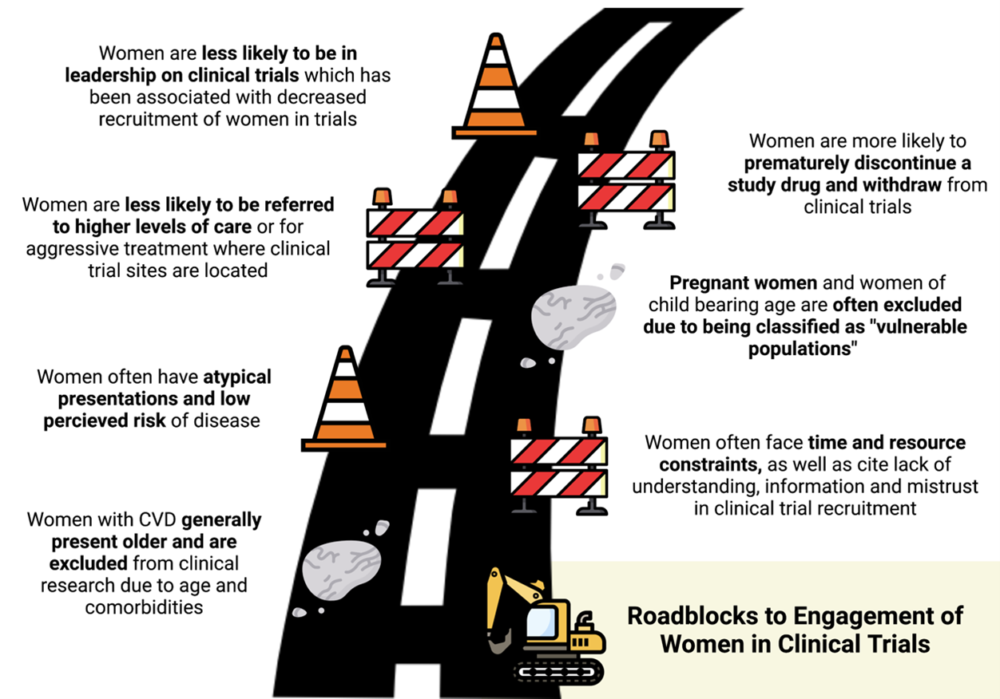 Women are less likely to be in
leadership on clinical trials which has
been associated with decreased
recruitment of women in trials
Women are less likely to be referred
to higher levels of care or for
aggressive treatment where clinical
trial sites are located
Women often have atypical
presentations and low
percieved risk of disease
Women with CVD generally
present older and are
excluded from clinical
research due to age and
comorbidities
Women are more likely to
prematurely discontinue a
study drug and withdraw from
clinical trials
Pregnant women and women of
child bearing age are often excluded
due to being classified as "vulnerable
populations"
Women often face time and resource
constraints, as well as cite lack of
understanding, information and mistrust
in clinical trial recruitment
Roadblocks to Engagement of
Women in Clinical Trials